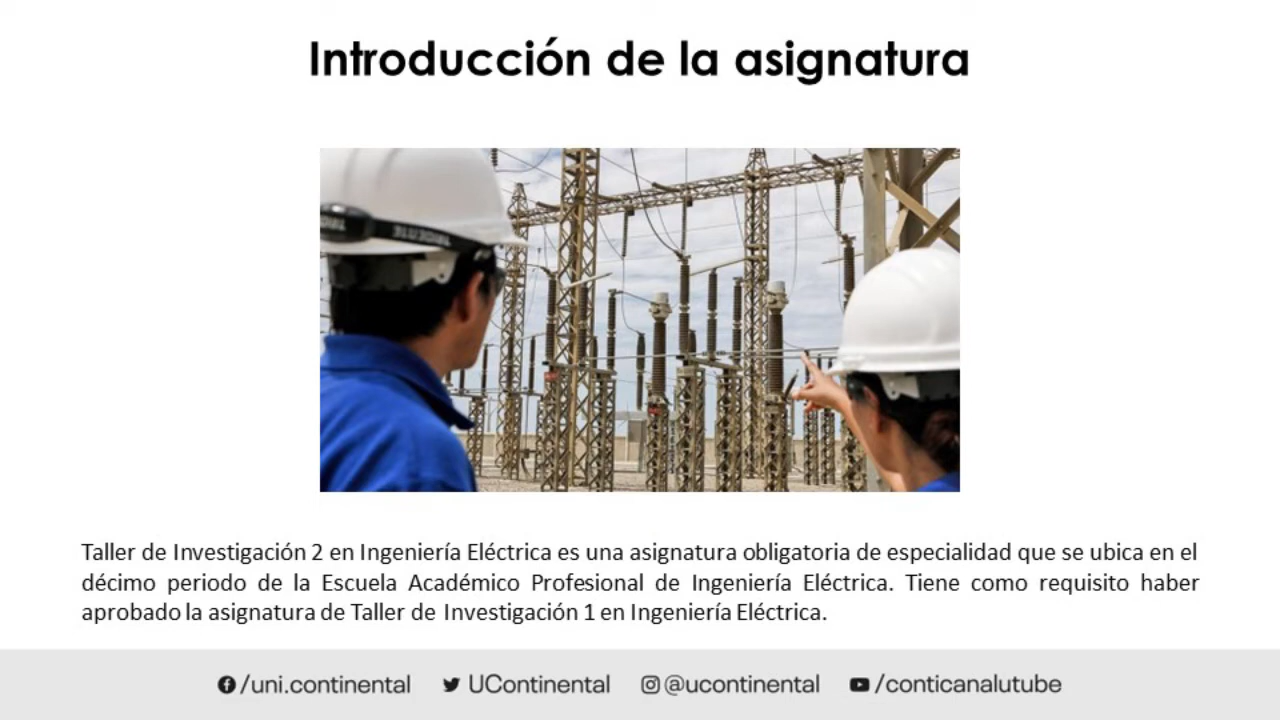 Introducción de la asignatura
Taller de Investigación 2 en Ingeniería Eléctrica es una asignatura obligatoria de especialidad que se ubica en el
décimo periodo de la Escuela Académico Profesional de Ingeniería Eléctrica. Tiene como requisito haber
aprobado la asignatura de Taller de Investigación 1 en Ingeniería Eléctrica.
/uni.continental UContinental @ucontinental /conticanalutube